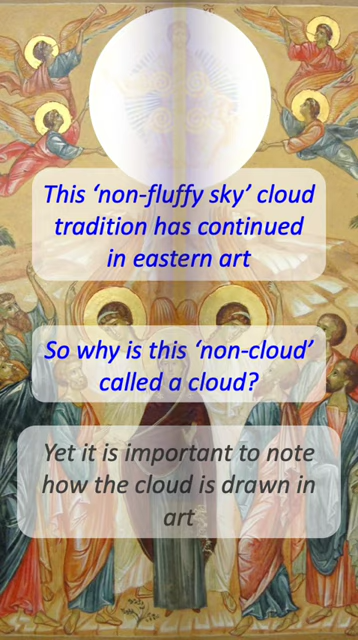 This ‘non-fluffy sky’ cloud
tradition has continued
in eastern art
So why is this ‘non-cloud’
called a cloud?
Yet it is important to note
how the cloud is drawn in
art